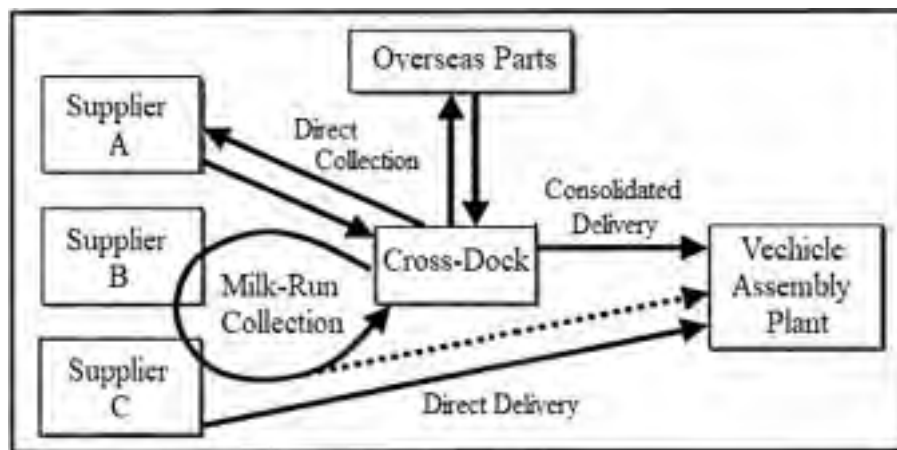 Overseas Parts
Supplier
A
Direct
Collection
Consolidated
Delivery
Supplier
B
Milk-Run
Collection
Cross-Dock
Vechicle
Assembly
Plant
Supplier
C
Direct Delivery